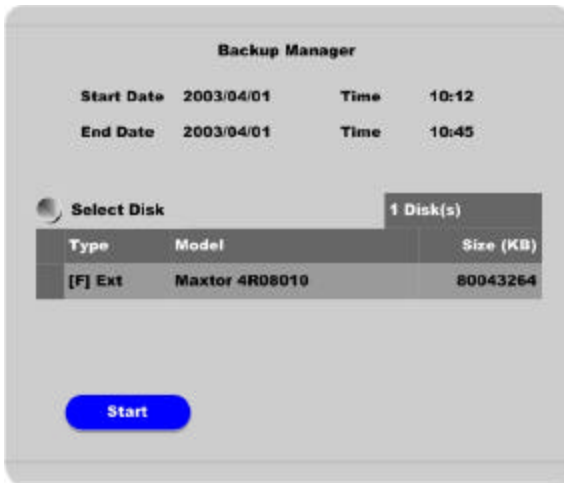 Backup Manager
Start Date 2003/04/01 Time 10:12
End Date 2003/04/01 Time 10:45
Select Disk 1 Disk(s)
Type Model Size (KB)
[F] Ext Maxtor 4R08010 80043264
Start